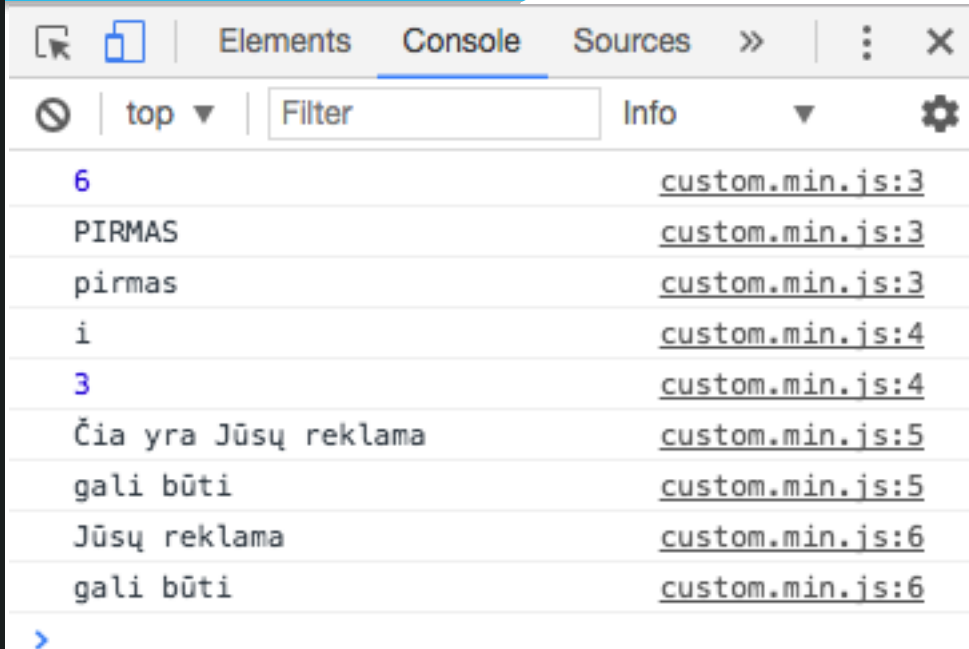 Elements Console Sources »
top ▼ Filter Info ▼
6 custom.min.js:3
PIRMAS custom.min.js:3
pirmas custom.min.js:3
i custom.min.js:4
3 custom.min.js:4
Čia yra Jūsų reklama custom.min.js:5
gali būti custom.min.js:5
Jūsų reklama custom.min.js:6
gali būti custom.min.js:6